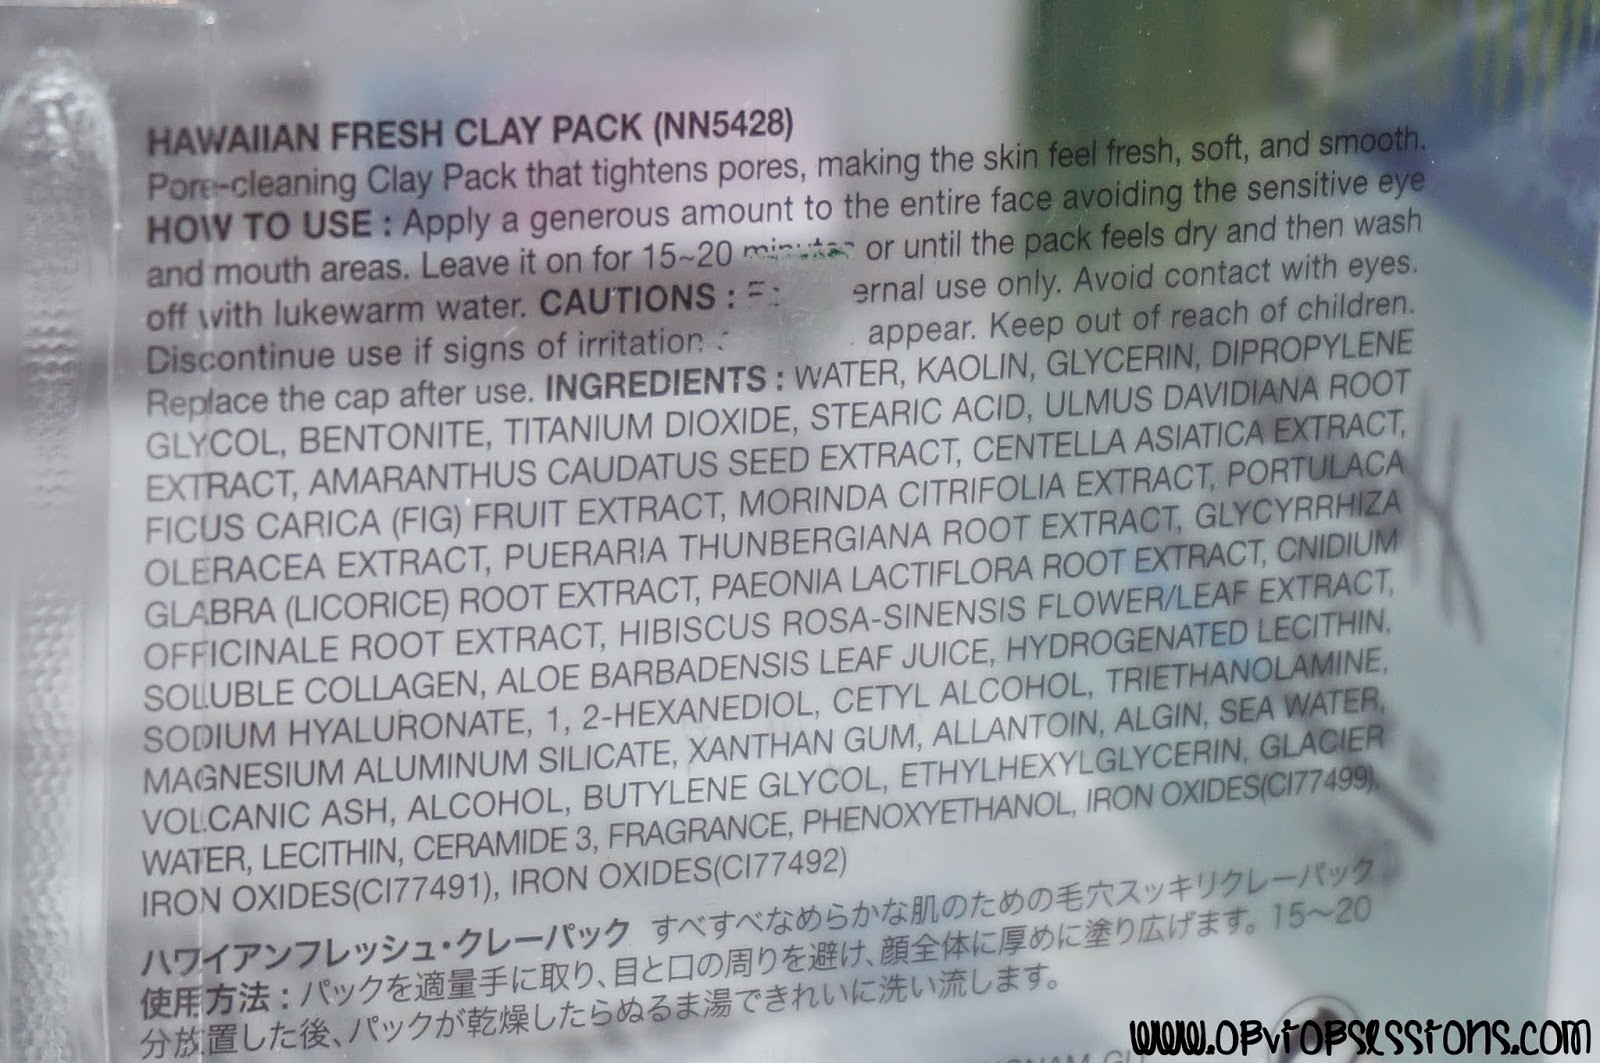 HAWAIIAN FRESH CLAY PACK (NN5428)
Pore-cleaning Clay Pack that tightens pores, making the skin feel fresh, soft, and smooth.
HOW TO USE : Apply a generous amount to the entire face avoiding the sensitive eye
and mouth areas. Leave it on for 15~20 minutes or until the pack feels dry and then wash
off with lukewarm water. CAUTIONS : ernal use only. Avoid contact with eyes.
Discontinue use if signs of irritation appear. Keep out of reach of children.
Replace the cap after use. INGREDIENTS : WATER, KAOLIN, GLYCERIN, DIPROPYLENE
GLYCOL, BENTONITE, TITANIUM DIOXIDE, STEARIC ACID, ULMUS DAVIDIANA ROOT
EXTRACT, AMARANTHUS CAUDATUS SEED EXTRACT, CENTELLA ASIATICA EXTRACT,
FICUS CARICA (FIG) FRUIT EXTRACT, MORINDA CITRIFOLIA EXTRACT, PORTULACA
OLERACEA EXTRACT, PUERARIA THUNBERGIANA ROOT EXTRACT, GLYCYRRHIZA
GLABRA (LICORICE) ROOT EXTRACT, PAEONIA LACTIFLORA ROOT EXTRACT, CNIDIUM
OFFICINALE ROOT EXTRACT, HIBISCUS ROSA-SINENSIS FLOWER/LEAF EXTRACT,
SOLUBLE COLLAGEN, ALOE BARBADENSIS LEAF JUICE, HYDROGENATED LECITHIN,
SODIUM HYALURONATE, 1, 2-HEXANEDIOL, CETYL ALCOHOL, TRIETHANOLAMINE,
MAGNESIUM ALUMINUM SILICATE, XANTHAN GUM, ALLANTOIN, ALGIN, SEA WATER,
VOLCANIC ASH, ALCOHOL, BUTYLENE GLYCOL, ETHYLHEXYLGLYCERIN, GLACIER
WATER, LECITHIN, CERAMIDE 3, FRAGRANCE, PHENOXYETHANOL, IRON OXIDES(CI77499),
IRON OXIDES(CI77491), IRON OXIDES(CI77492)
ハワイアンフレッシュ・クレーパック すべすべなめらかな肌のための毛穴スッキリクレーパック
使用方法 : パックを適量手に取り、目と口の周りを避け、顔全体に厚めに塗り広げます。15〜20
分放置した後、パックが乾燥したらぬるま湯できれいに洗い流します。
www.opviobsessions.com